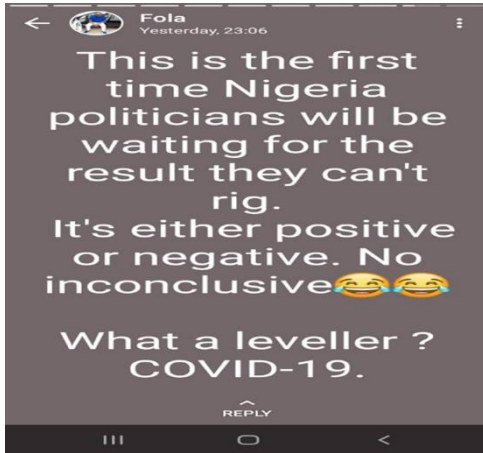 Fola
Yesterday, 23:06
This is the first
time Nigeria
politicians will be
waiting for the
result they can't
rig.
It's either positive
or negative. No
inconclusive😂😂
What a leveller ?
COVID-19.
REPLY